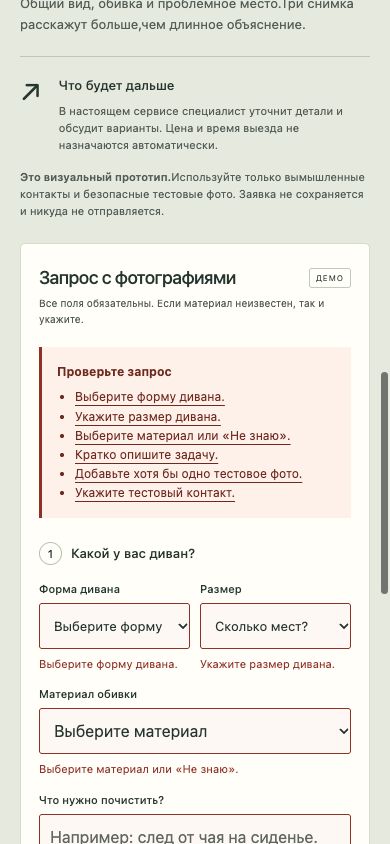 Общий вид, обивка и проблемное место.Три снимка
расскажут больше,чем длинное объяснение.
Что будет дальше
В настоящем сервисе специалист уточнит детали и
обсудит варианты. Цена и время выезда не
назначаются автоматически.
Это визуальный прототип.Используйте только вымышленные
контакты и безопасные тестовые фото. Заявка не сохраняется
и никуда не отправляется.
Запрос с фотографиями
ДЕМО
Все поля обязательны. Если материал неизвестен, так и
укажите.
Проверьте запрос
Выберите форму дивана.
Укажите размер дивана.
Выберите материал или «Не знаю».
Кратко опишите задачу.
Добавьте хотя бы одно тестовое фото.
Укажите тестовый контакт.
1 Какой у вас диван?
Форма дивана
Размер
Выберите форму
Сколько мест?
Выберите форму дивана.
Укажите размер дивана.
Материал обивки
Выберите материал
Выберите материал или «Не знаю».
Что нужно почистить?
Например: след от чая на сиденье.